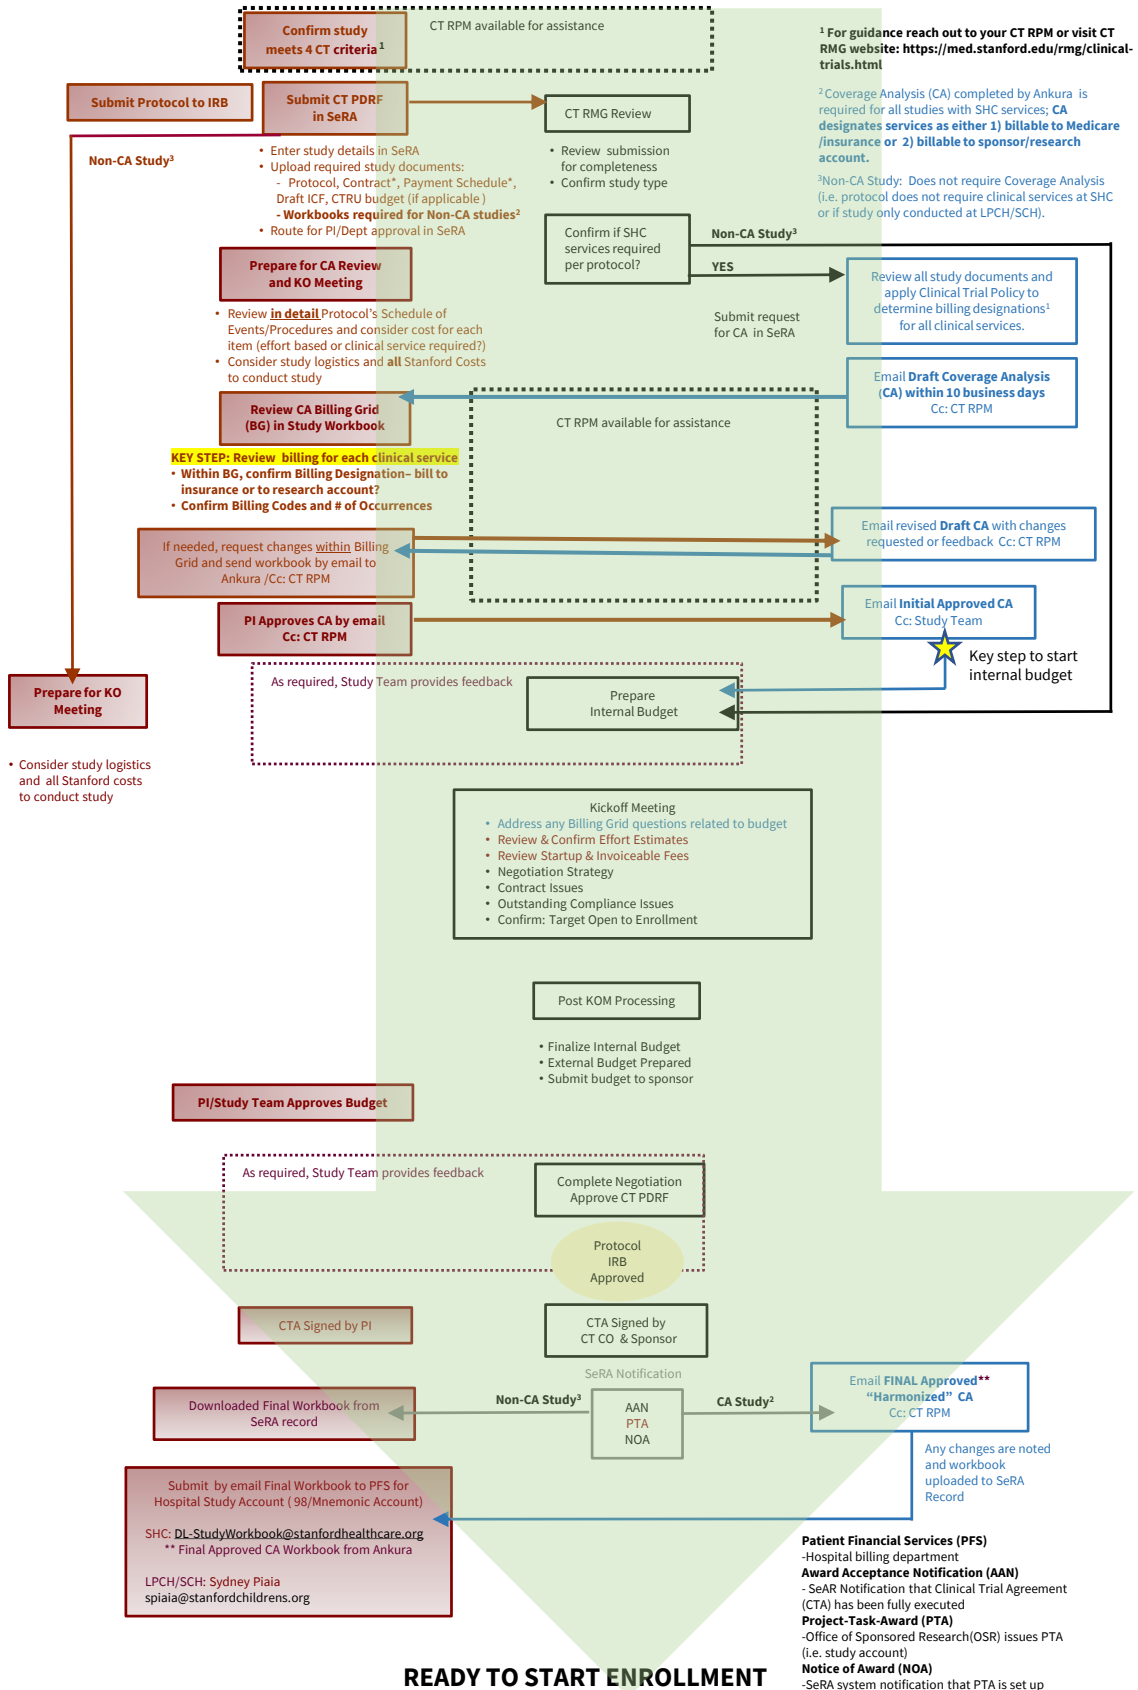 Confirm study
meets 4 CT criteria¹
CT RPM available for assistance
¹ For guidance reach out to your CT RPM or visit CT
RMG website: https://med.stanford.edu/rmg/clinical-
trials.html
Submit Protocol to IRB
Submit CT PDRF
in SeRA
CT RMG Review
² Coverage Analysis (CA) completed by Ankura is
required for all studies with SHC services; CA
designates services as either 1) billable to Medicare
/insurance or 2) billable to sponsor/research
account.
³Non-CA Study: Does not require Coverage Analysis
(i.e. protocol does not require clinical services at SHC
or if study only conducted at LPCH/SCH).
Non-CA Study³
• Enter study details in SeRA
• Upload required study documents:
- Protocol, Contract*, Payment Schedule*,
Draft ICF, CTRU budget (if applicable )
- Workbooks required for Non-CA studies²
• Route for PI/Dept approval in SeRA
• Review submission
for completeness
• Confirm study type
Confirm if SHC
services required
per protocol?
Non-CA Study³
YES
Prepare for CA Review
and KO Meeting
Review all study documents and
apply Clinical Trial Policy to
determine billing designations¹
for all clinical services.
• Review in detail Protocol's Schedule of
Events/Procedures and consider cost for each
item (effort based or clinical service required?)
• Consider study logistics and all Stanford Costs
to conduct study
Submit request
for CA in SeRA
Email Draft Coverage Analysis
(CA) within 10 business days
Cc: CT RPM
Review CA Billing Grid
(BG) in Study Workbook
CT RPM available for assistance
KEY STEP: Review billing for each clinical service
• Within BG, confirm Billing Designation– bill to
insurance or to research account?
• Confirm Billing Codes and # of Occurrences
If needed, request changes within Billing
Grid and send workbook by email to
Ankura /Cc: CT RPM
Email revised Draft CA with changes
requested or feedback Cc: CT RPM
PI Approves CA by email
Cc: CT RPM
Email Initial Approved CA
Cc: Study Team
Key step to start
internal budget
As required, Study Team provides feedback
Prepare
Internal Budget
Prepare for KO
Meeting
• Consider study logistics
and all Stanford costs
to conduct study
Kickoff Meeting
• Address any Billing Grid questions related to budget
• Review & Confirm Effort Estimates
• Review Startup & Invoiceable Fees
• Negotiation Strategy
• Contract Issues
• Outstanding Compliance Issues
• Confirm: Target Open to Enrollment
Post KOM Processing
• Finalize Internal Budget
• External Budget Prepared
• Submit budget to sponsor
PI/Study Team Approves Budget
As required, Study Team provides feedback
Complete Negotiation
Approve CT PDRF
Protocol
IRB
Approved
CTA Signed by PI
CTA Signed by
CT CO & Sponsor
SeRA Notification
Downloaded Final Workbook from
SeRA record
Non-CA Study³
AAN
PTA
NOA
CA Study²
Email FINAL Approved**
“Harmonized” CA
Cc: CT RPM
Any changes are noted
and workbook
uploaded to SeRA
Record
Submit by email Final Workbook to PFS for
Hospital Study Account ( 98/Mnemonic Account)
SHC: DL-StudyWorkbook@stanfordhealthcare.org
** Final Approved CA Workbook from Ankura
LPCH/SCH: Sydney Piaia
spiaia@stanfordchildrens.org
Patient Financial Services (PFS)
-Hospital billing department
Award Acceptance Notification (AAN)
- SeAR Notification that Clinical Trial Agreement
(CTA) has been fully executed
Project-Task-Award (PTA)
-Office of Sponsored Research(OSR) issues PTA
(i.e. study account)
Notice of Award (NOA)
-SeRA system notification that PTA is set up
READY TO START ENROLLMENT